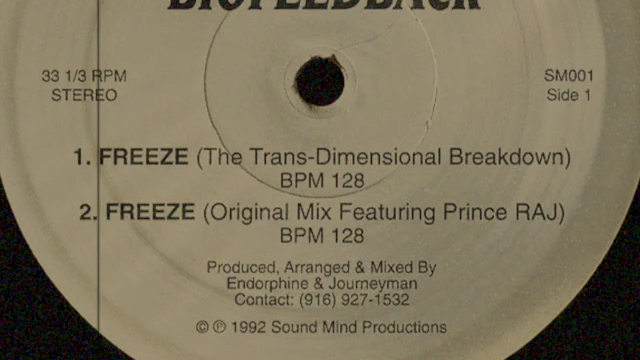 BIOFEEDBACK
33 1/3 RPM
STEREO
SM001
Side 1
1. FREEZE (The Trans-Dimensional Breakdown)
BPM 128
2. FREEZE (Original Mix Featuring Prince RAJ)
BPM 128
Produced, Arranged & Mixed By
Endorphine & Journeyman
Contact: (916) 927-1532
© ℗ 1992 Sound Mind Productions